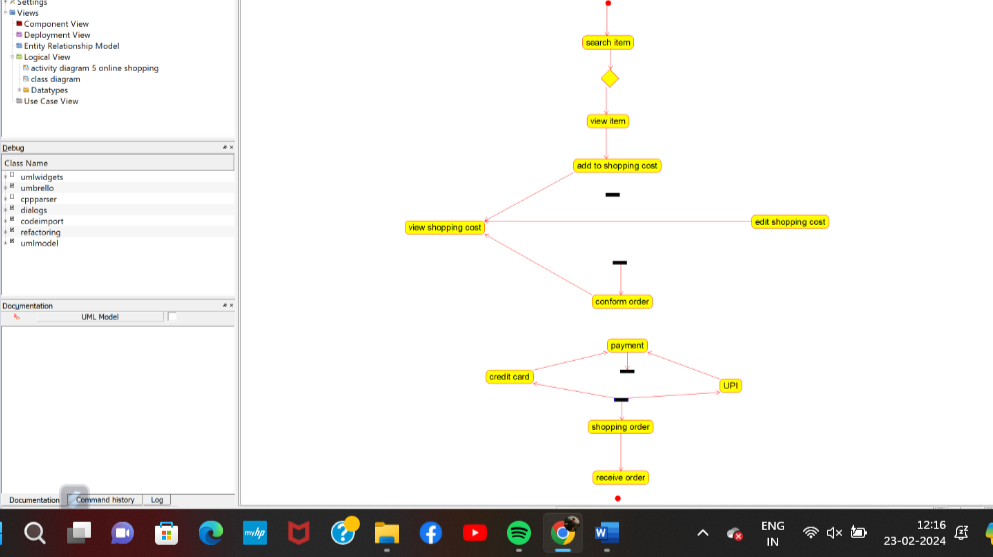 Settings
Views
Component View
Deployment View
Entity Relationship Model
Logical View
activity diagram 5 online shopping
class diagram
Datatypes
Use Case View
Debug
Class Name
umlwidgets
umbrello
cppparser
dialogs
codeimport
refactoring
umlmodel
Documentation
UML Model
Documentation
Command history
Log
search item
view item
add to shopping cost
view shopping cost
edit shopping cost
conform order
payment
credit card
UPI
shopping order
receive order
myhp
W
ENG
IN
12:16
23-02-2024